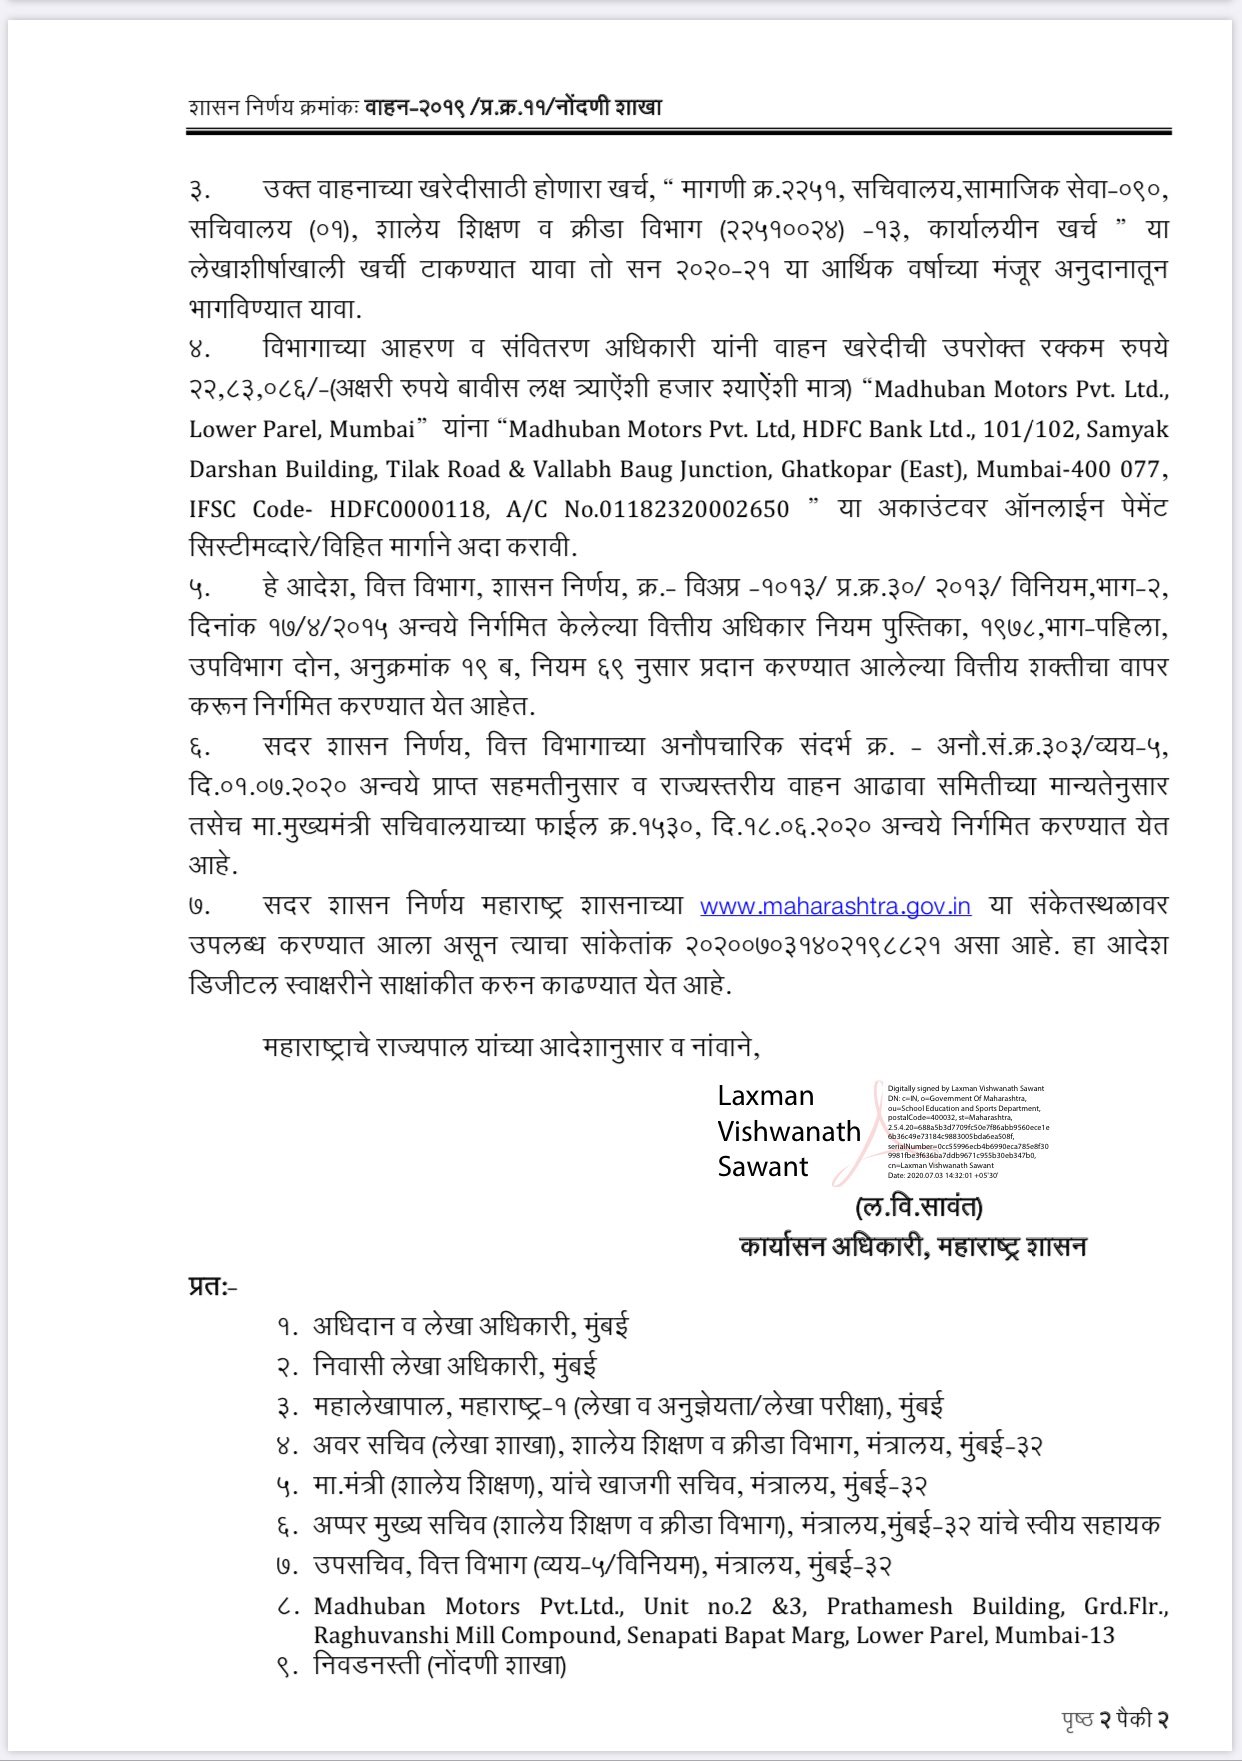 शासन निर्णय क्रमांकः वाहन-२०१९ /प्र.क्र.११/नोंदणी शाखा
३. उक्त वाहनाच्या खरेदीसाठी होणारा खर्च, “ मागणी क्र.२२५१, सचिवालय,सामाजिक सेवा-०९०,
सचिवालय (०१), शालेय शिक्षण व क्रीडा विभाग (२२५१००२४) -१३, कार्यालयीन खर्च ” या
लेखाशीर्षाखाली खर्ची टाकण्यात यावा तो सन २०२०-२१ या आर्थिक वर्षाच्या मंजूर अनुदानातून
भागविण्यात यावा.
४. विभागाच्या आहरण व संवितरण अधिकारी यांनी वाहन खरेदीची उपरोक्त रक्कम रुपये
२२,८३,०८६/-(अक्षरी रुपये बावीस लक्ष त्र्याऐंशी हजार श्याऐंशी मात्र) “Madhuban Motors Pvt. Ltd.,
Lower Parel, Mumbai” यांना “Madhuban Motors Pvt. Ltd, HDFC Bank Ltd., 101/102, Samyak
Darshan Building, Tilak Road & Vallabh Baug Junction, Ghatkopar (East), Mumbai-400 077,
IFSC Code- HDFC0000118, A/C No.01182320002650 ” या अकाउंटवर ऑनलाईन पेमेंट
सिस्टीमव्दारे/विहित मार्गाने अदा करावी.
५. हे आदेश, वित्त विभाग, शासन निर्णय, क्र.- विअप्र -१०१३/ प्र.क्र.३०/ २०१३/ विनियम,भाग-२,
दिनांक १७/४/२०१५ अन्वये निर्गमित केलेल्या वित्तीय अधिकार नियम पुस्तिका, १९७८,भाग-पहिला,
उपविभाग दोन, अनुक्रमांक १९ ब, नियम ६९ नुसार प्रदान करण्यात आलेल्या वित्तीय शक्तीचा वापर
करून निर्गमित करण्यात येत आहेत.
६. सदर शासन निर्णय, वित्त विभागाच्या अनौपचारिक संदर्भ क्र. - अनौ.सं.क्र.३०३/व्यय-५,
दि.०१.०७.२०२० अन्वये प्राप्त सहमतीनुसार व राज्यस्तरीय वाहन आढावा समितीच्या मान्यतेनुसार
तसेच मा.मुख्यमंत्री सचिवालयाच्या फाईल क्र.१५३०, दि.१८.०६.२०२० अन्वये निर्गमित करण्यात येत
आहे.
७. सदर शासन निर्णय महाराष्ट्र शासनाच्या www.maharashtra.gov.in या संकेतस्थळावर
उपलब्ध करण्यात आला असून त्याचा सांकेतांक २०२००७०३१४०२१९८८२१ असा आहे. हा आदेश
डिजीटल स्वाक्षरीने साक्षांकीत करुन काढण्यात येत आहे.
महाराष्ट्राचे राज्यपाल यांच्या आदेशानुसार व नांवाने,
Laxman
Vishwanath
Sawant
Digitally signed by Laxman Vishwanath Sawant
DN: c=IN, o=Government Of Maharashtra,
ou=School Education and Sports Department,
postalCode=400032, st=Maharashtra,
2.5.4.20=688a5b3d7709fc50e7f86abb9560ece1e
6b36c49e73184c9883005bda6ea508f,
serialNumber=0cc55996ecb4b6990eca785e8f30
9981fbe3f636ba7ddb9671c955b30eb347b0,
cn=Laxman Vishwanath Sawant
Date: 2020.07.03 14:32:01 +05'30'
(ल.वि.सावंत)
कार्यासन अधिकारी, महाराष्ट्र शासन
प्रत:-
१. अधिदान व लेखा अधिकारी, मुंबई
२. निवासी लेखा अधिकारी, मुंबई
३. महालेखापाल, महाराष्ट्र-१ (लेखा व अनुज्ञेयता/लेखा परीक्षा), मुंबई
४. अवर सचिव (लेखा शाखा), शालेय शिक्षण व क्रीडा विभाग, मंत्रालय, मुंबई-३२
५. मा.मंत्री (शालेय शिक्षण), यांचे खाजगी सचिव, मंत्रालय, मुंबई-३२
६. अप्पर मुख्य सचिव (शालेय शिक्षण व क्रीडा विभाग), मंत्रालय,मुंबई-३२ यांचे स्वीय सहायक
७. उपसचिव, वित्त विभाग (व्यय-५/विनियम), मंत्रालय, मुंबई-३२
८. Madhuban Motors Pvt.Ltd., Unit no.2 &3, Prathamesh Building, Grd.Flr.,
Raghuvanshi Mill Compound, Senapati Bapat Marg, Lower Parel, Mumbai-13
९. निवडनस्ती (नोंदणी शाखा)
पृष्ठ २ पैकी २